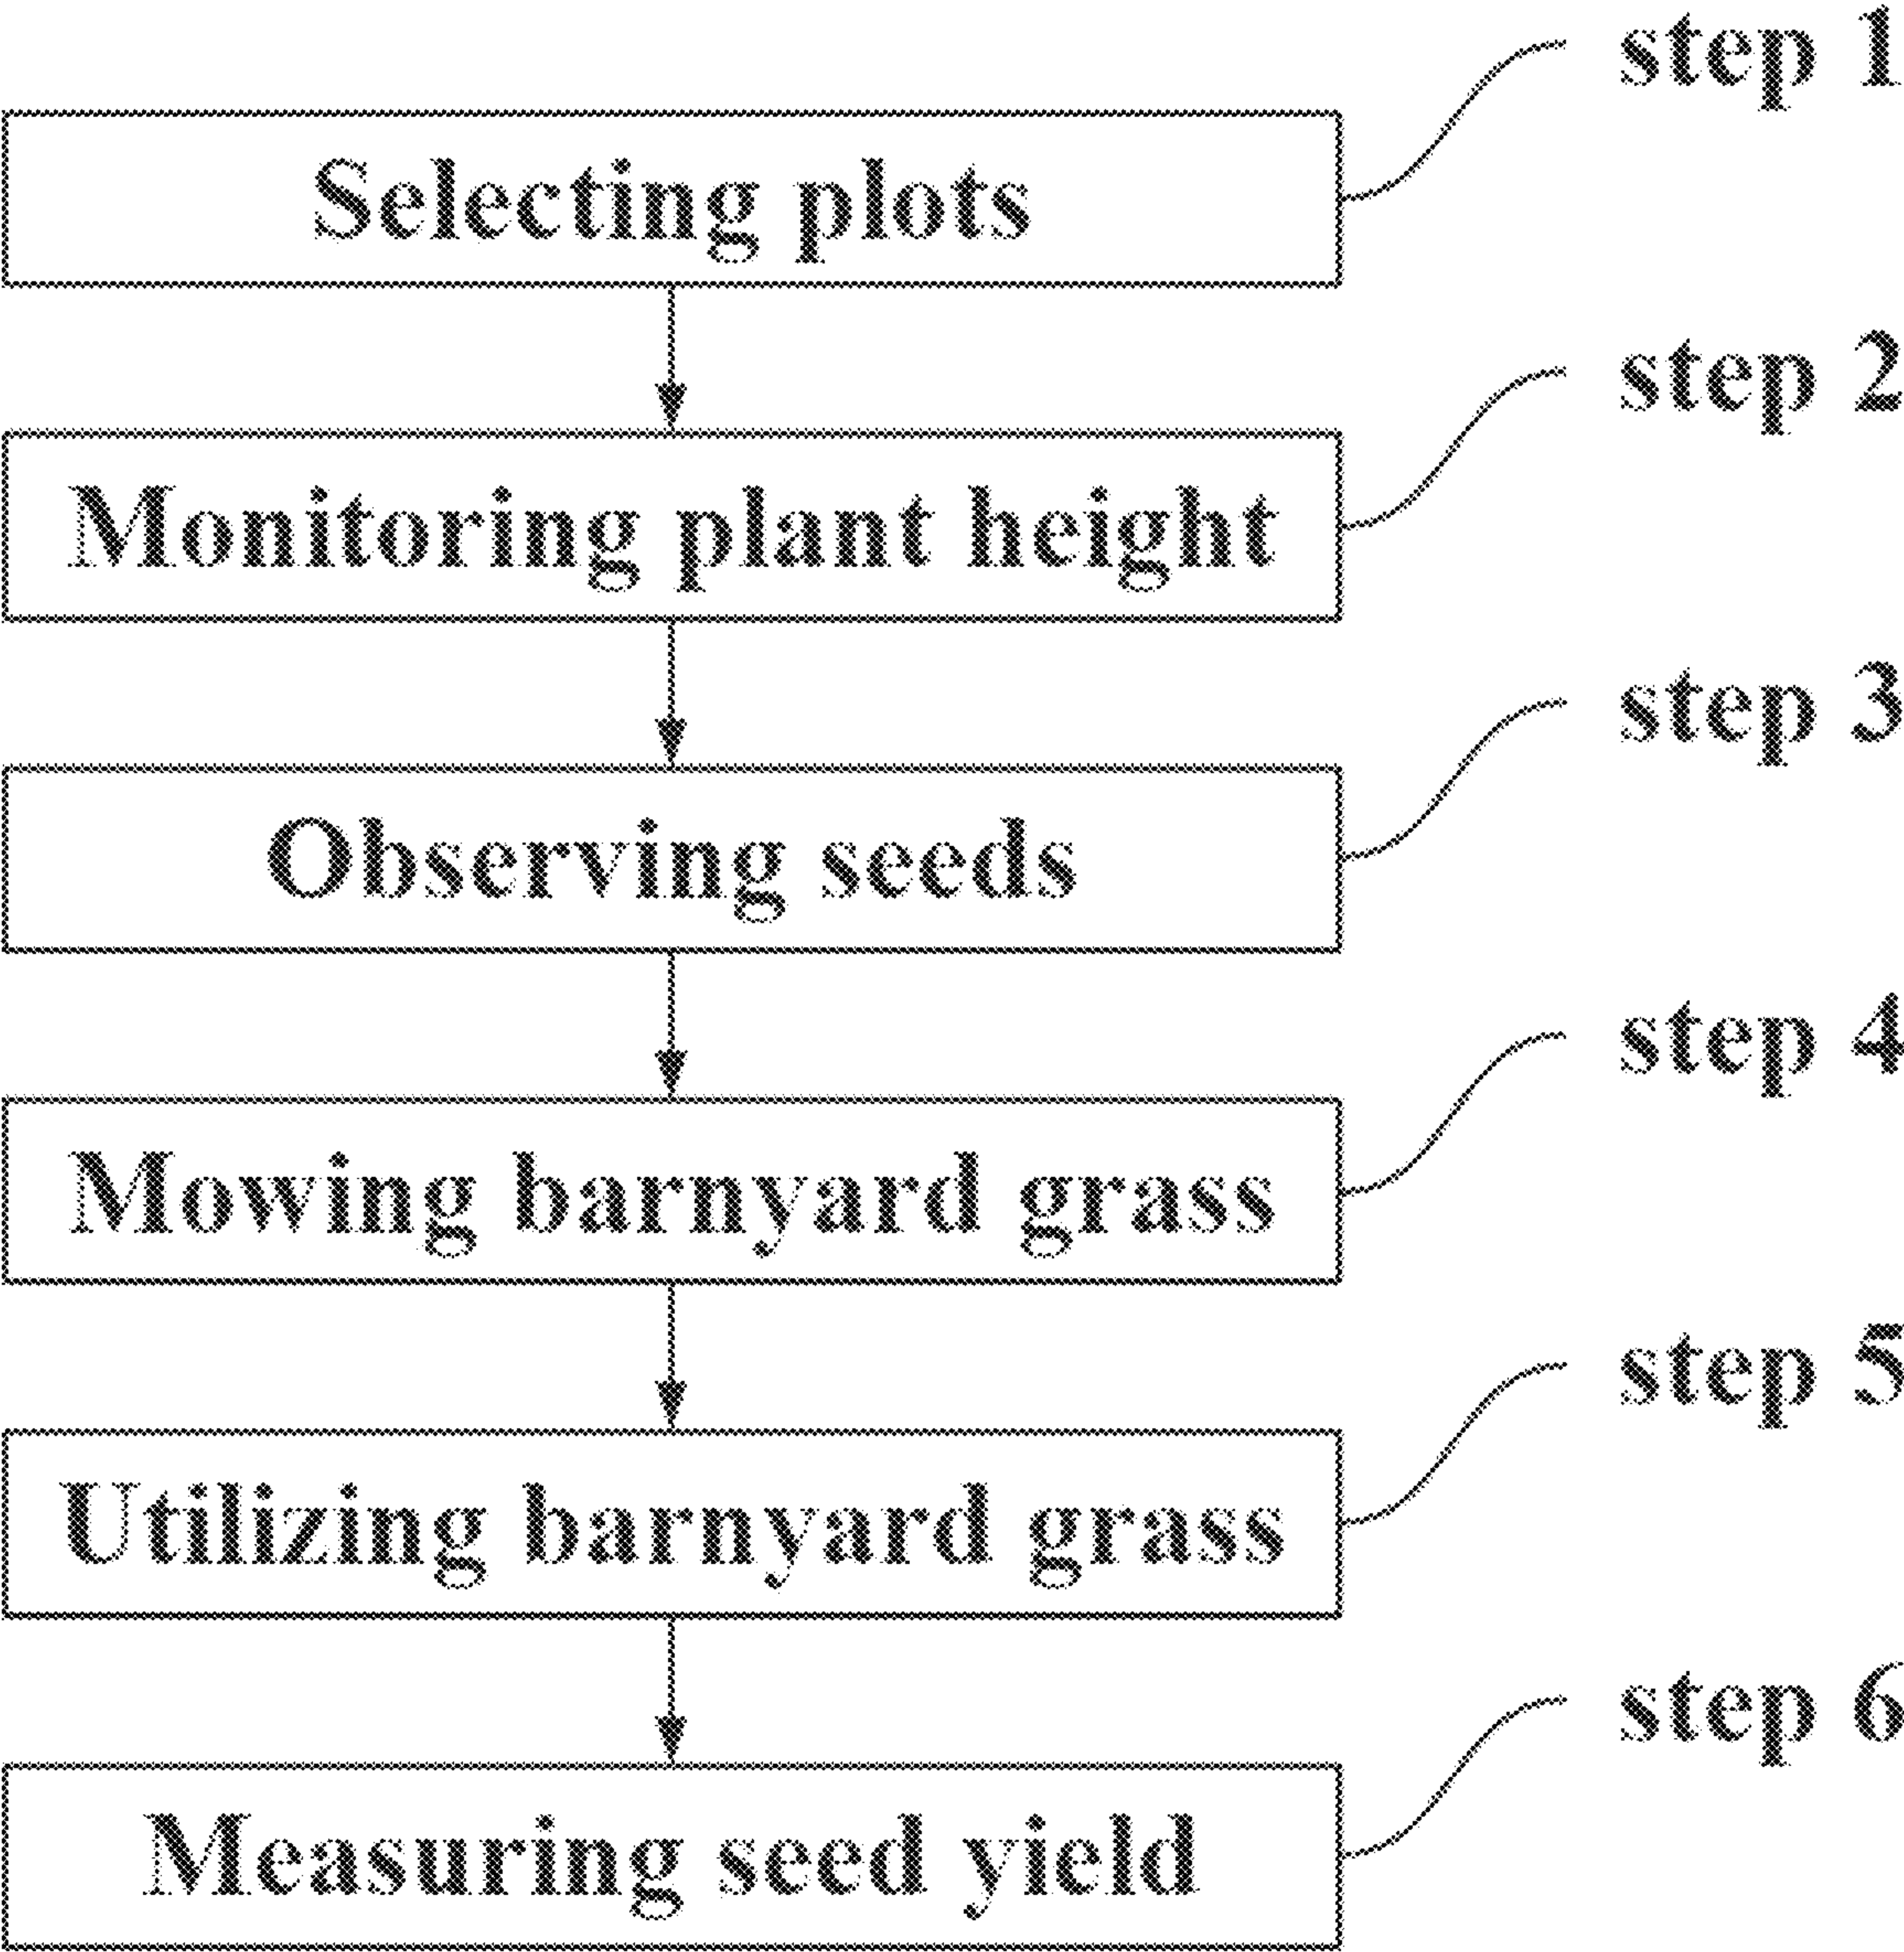 step 1
Selecting plots
step 2
Monitoring plant height
step 3
Observing seeds
step 4
Mowing barnyard grass
step 5
Utilizing barnyard grass
step 6
Measuring seed yield